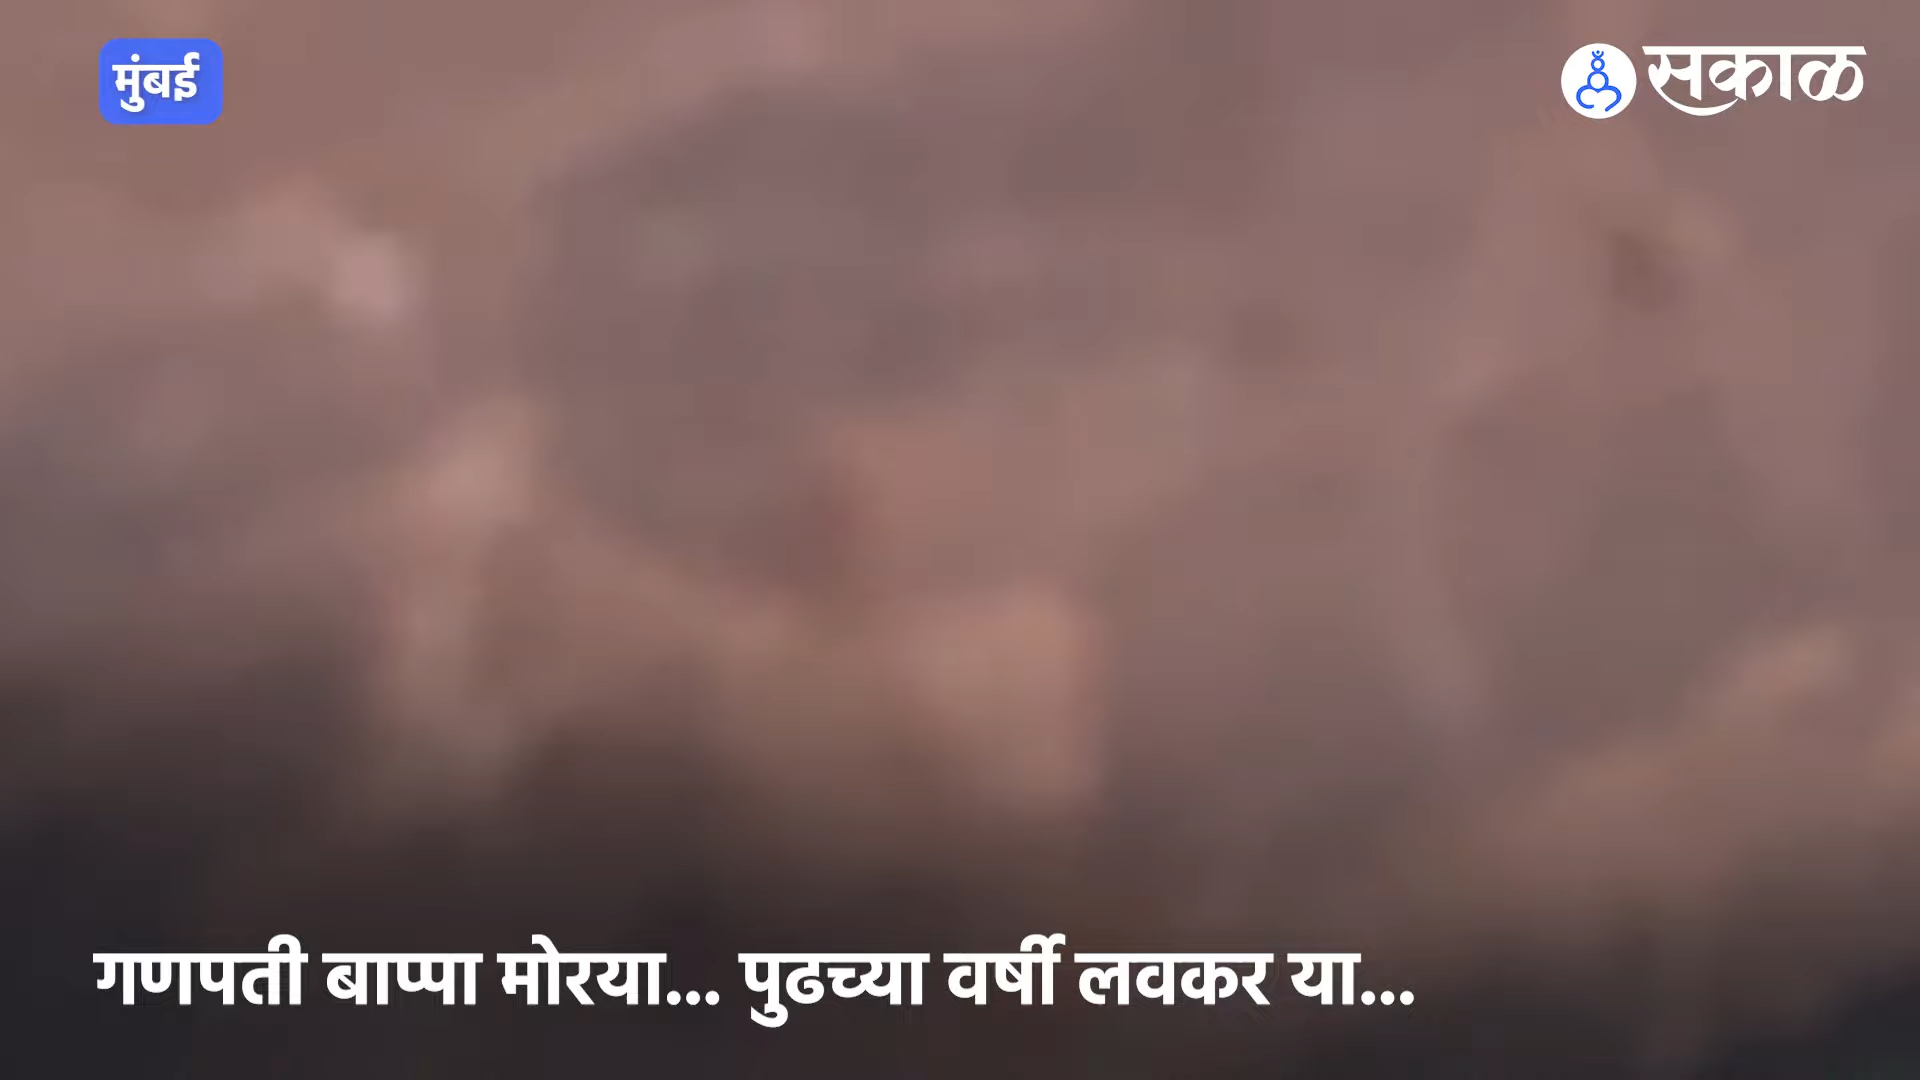 मुंबई
सकाळ
गणपती बाप्पा मोरया... पुढच्या वर्षी लवकर या...